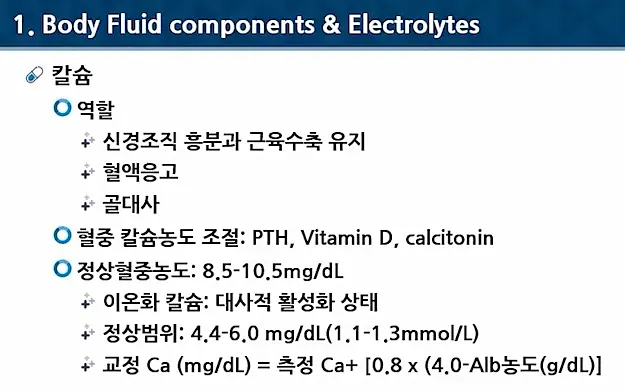 1. Body Fluid components & Electrolytes
칼슘
역할
신경조직 흥분과 근육수축 유지
혈액응고
골대사
혈중 칼슘농도 조절: PTH, Vitamin D, calcitonin
정상혈중농도: 8.5-10.5mg/dL
이온화 칼슘: 대사적 활성화 상태
정상범위: 4.4-6.0 mg/dL(1.1-1.3mmol/L)
교정 Ca (mg/dL) = 측정 Ca+ [0.8 x (4.0-Alb농도(g/dL)]